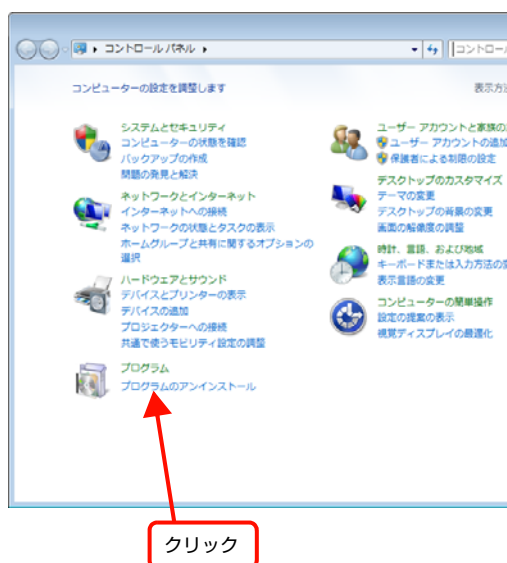 コントロール パネル
コントロー
コンピューターの設定を調整します
表示方
システムとセキュリティ
コンピューターの状態を確認
バックアップの作成
問題の発見と解決
ネットワークとインターネット
インターネットへの接続
ネットワークの状態とタスクの表示
ホームグループと共有に関するオプションの
選択
ハードウェアとサウンド
デバイスとプリンターの表示
デバイスの追加
プロジェクターへの接続
共通で使うモビリティ設定の調整
プログラム
プログラムのアンインストール
ユーザー アカウントと家族の
ユーザー アカウントの追加
保護者による制限の設定
デスクトップのカスタマイズ
テーマの変更
デスクトップの背景の変更
画面の解像度の調整
時計、言語、および地域
キーボードまたは入力方法の変
表示言語の変更
コンピューターの簡単操作
設定の提案の表示
視覚ディスプレイの最適化
クリック